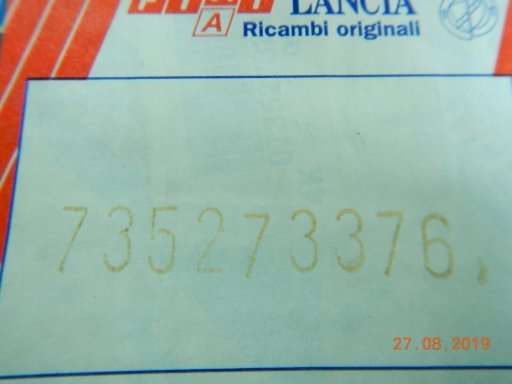 LANCIA
A
Ricambi originali
735273376,
27.08.2019